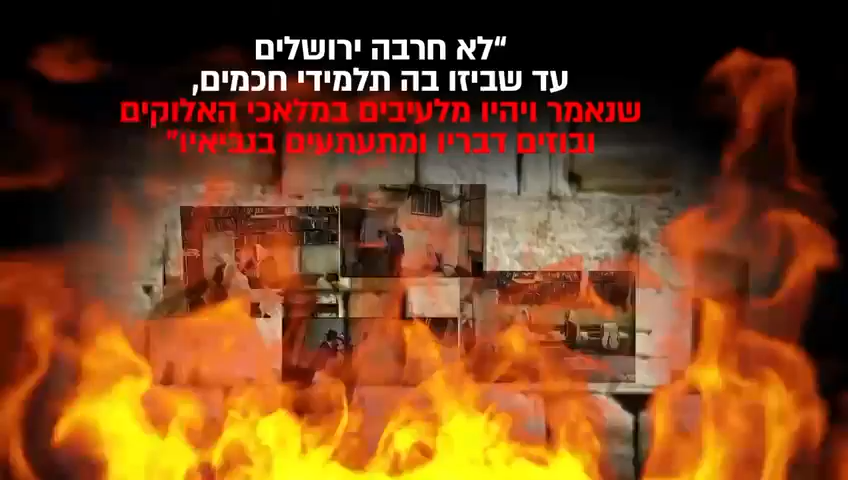 “לא חרבה ירושלים
עד שביזו בה תלמידי חכמים,
שנאמר ויהיו מלעיבים במלאכי האלוקים
ובוזים דבריו ומתעתעים בנביאיו”